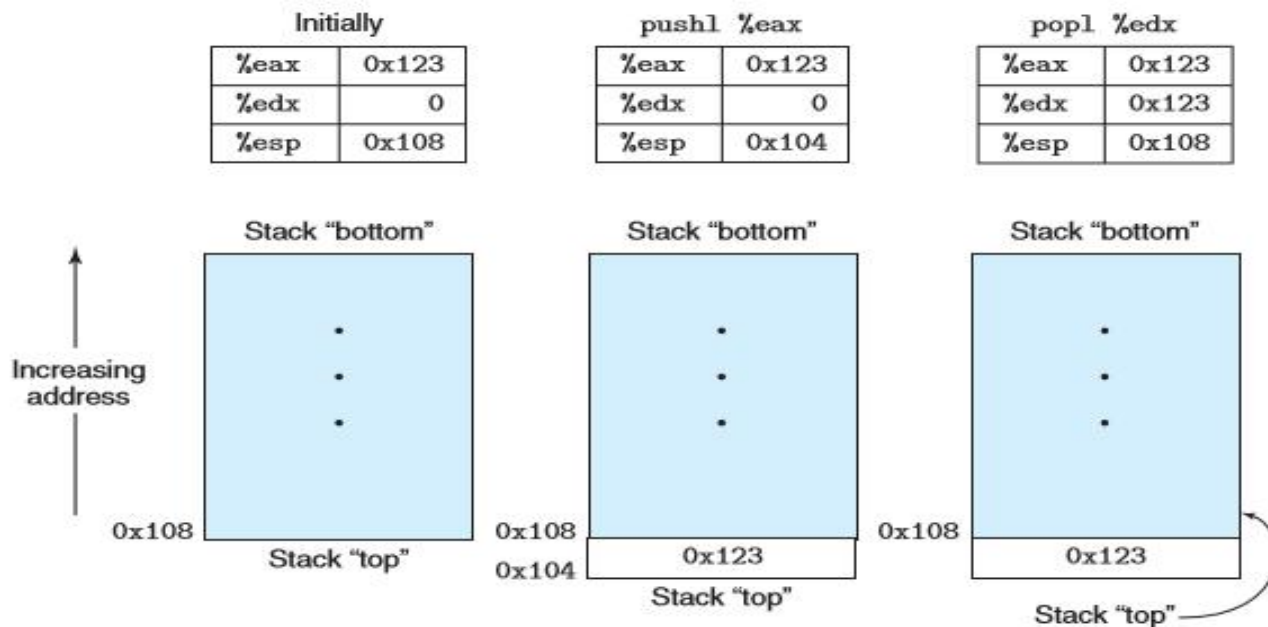 Initially
%eax 0x123
%edx 0
%esp 0x108
pushl %eax
%eax 0x123
%edx 0
%esp 0x104
popl %edx
%eax 0x123
%edx 0x123
%esp 0x108
Increasing
address
Stack “bottom”
0x108
Stack “top”
Stack “bottom”
0x108
0x104
0x123
Stack “top”
Stack “bottom”
0x108
0x123
Stack “top”